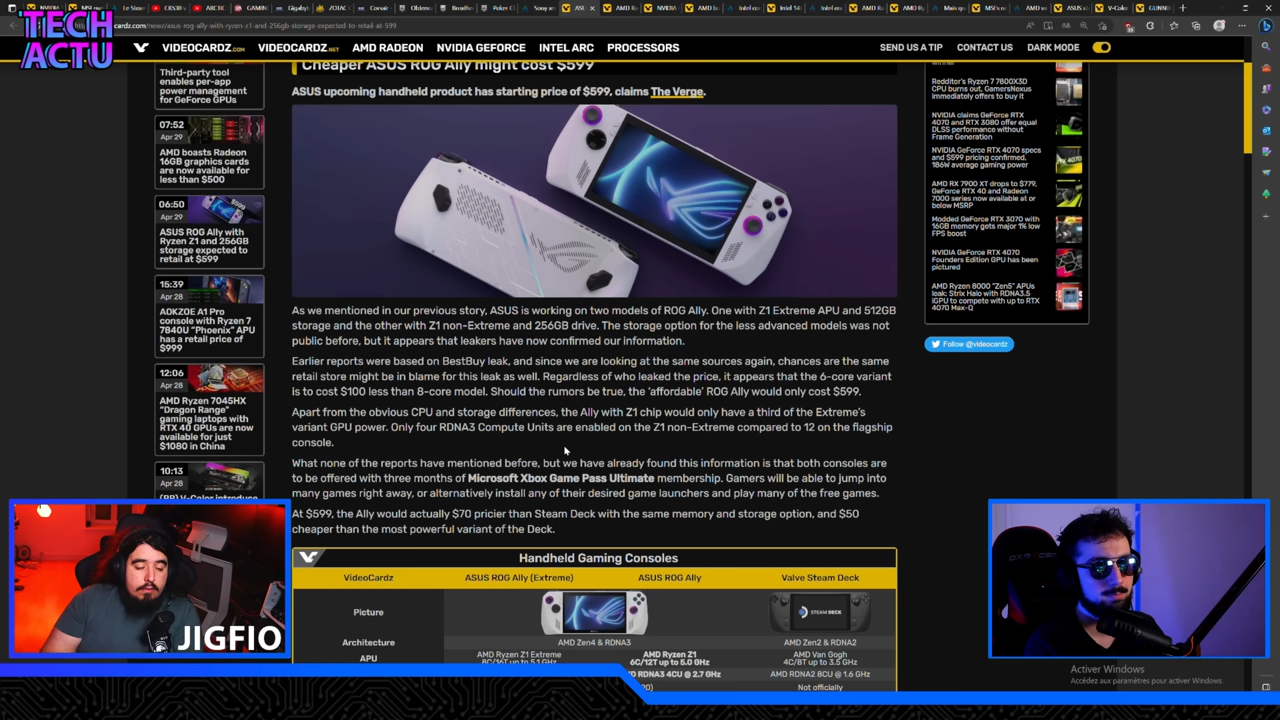 TECH
ACTU
cardz.com/news/asus-rog-ally-with-ryzen-z1-and-256gb-storage-expected-to-retail-at-599
VIDEOCARDZ.COM VIDEOCARDZ.NET AMD RADEON NVIDIA GEFORCE INTEL ARC PROCESSORS SEND US A TIP CONTACT US DARK MODE
Third-party tool
enables per-app
power management
for GeForce GPUs
07:52
Apr 29
AMD boasts Radeon
16GB graphics cards
are now available for
less than $500
06:50
Apr 29
ASUS ROG Ally with
Ryzen Z1 and 256GB
storage expected to
retail at $599
15:39
Apr 28
AOKZOE A1 Pro
console with Ryzen 7
7840U "Phoenix" APU
has a retail price of
$999
12:06
Apr 28
AMD Ryzen 7045HX
"Dragon Range"
gaming laptops with
RTX 40 GPUs are now
available for just
$1080 in China
10:13
Apr 28
(PR) V-Color introduce
Cheaper ASUS ROG Ally might cost $599
ASUS upcoming handheld product has starting price of $599, claims The Verge.
As we mentioned in our previous story, ASUS is working on two models of ROG Ally. One with Z1 Extreme APU and 512GB
storage and the other with Z1 non-Extreme and 256GB drive. The storage option for the less advanced models was not
public before, but it appears that leakers have now confirmed our information.
Earlier reports were based on BestBuy leak, and since we are looking at the same sources again, chances are the same
retail store might be in blame for this leak as well. Regardless of who leaked the price, it appears that the 6-core variant
is to cost $100 less than 8-core model. Should the rumors be true, the 'affordable' ROG Ally would only cost $599.
Apart from the obvious CPU and storage differences, the Ally with Z1 chip would only have a third of the Extreme's
variant GPU power. Only four RDNA3 Compute Units are enabled on the Z1 non-Extreme compared to 12 on the flagship
console.
What none of the reports have mentioned before, but we have already found this information is that both consoles are
to be offered with three months of Microsoft Xbox Game Pass Ultimate membership. Gamers will be able to jump into
many games right away, or alternatively install any of their desired game launchers and play many of the free games.
At $599, the Ally would actually $70 pricier than Steam Deck with the same memory and storage option, and $50
cheaper than the most powerful variant of the Deck.
Handheld Gaming Consoles
VideoCardz ASUS ROG Ally (Extreme) ASUS ROG Ally Valve Steam Deck
Picture
STEAM DECK
Architecture AMD Zen4 & RDNA3 AMD Zen2 & RDNA2
APU AMD Ryzen Z1 Extreme AMD Ryzen Z1 AMD Van Gogh
8C/16T up to 5.1 GHz 6C/12T up to 5.0 GHz 4C/8T up to 3.5 GHz
RDNA3 4CU @ 2.7 GHz AMD RDNA2 8CU @ 1.6 GHz
Not officially
Redditor's Ryzen 7 7800X3D
CPU burns out, GamersNexus
immediately offers to buy it
NVIDIA claims GeForce RTX
4070 and RTX 3080 offer equal
DLSS performance without
Frame Generation
NVIDIA GeForce RTX 4070 specs
and $599 pricing confirmed,
186W average gaming power
AMD RX 7900 XT drops to $779,
GeForce RTX 40 and Radeon
7000 series now available at or
below MSRP
Modded GeForce RTX 3070 with
16GB memory gets major 1% low
FPS boost
NVIDIA GeForce RTX 4070
Founders Edition GPU has been
pictured
AMD Ryzen 8000 "Zen5" APUs
leak: Strix Halo with RDNA3.5
iGPU to compete with up to RTX
4070 Max-Q
Follow @videocardz
JIGFIO
Activer Windows
Accédez aux paramètres pour activer Windows.